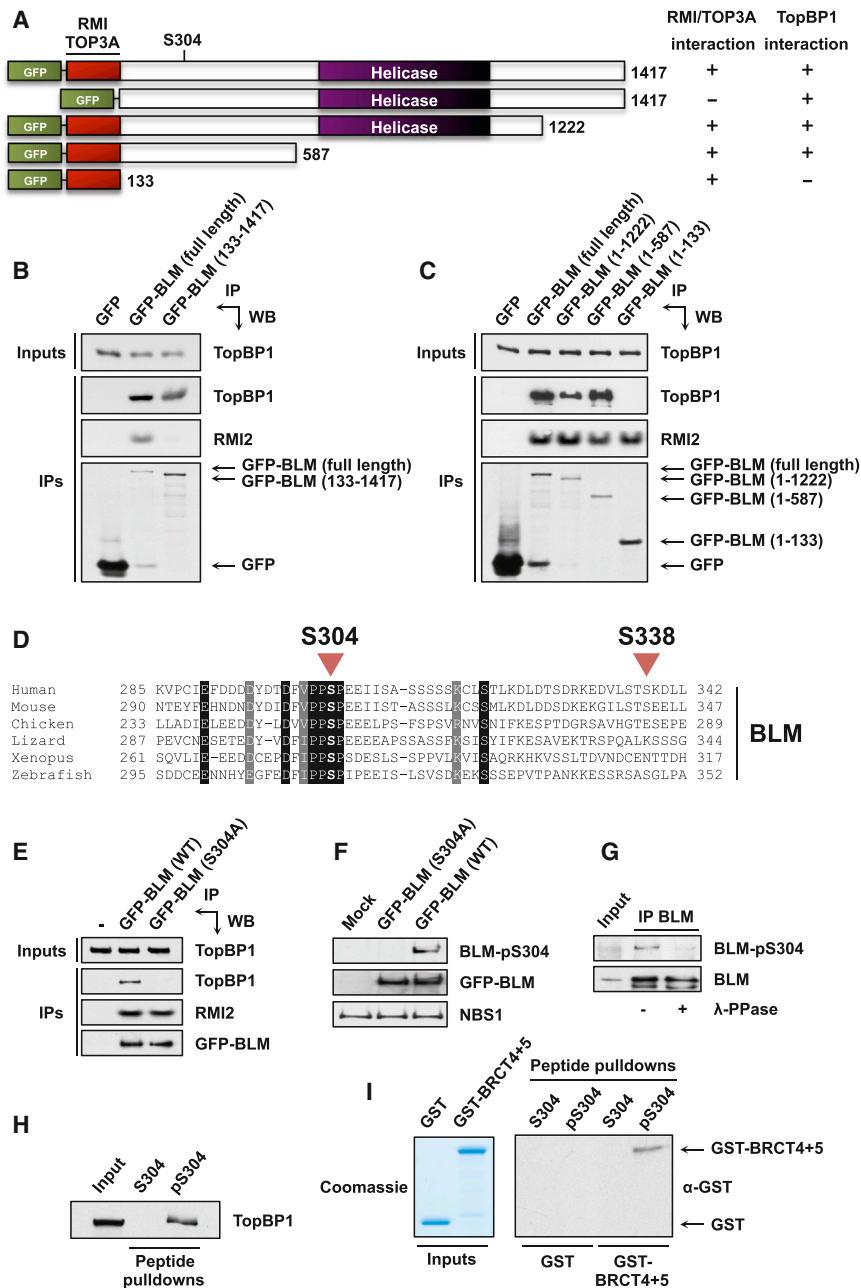 A
RMI
TOP3A
S304
RMI/TOP3A
interaction
TopBP1
interaction
GFP Helicase 1417 + +
GFP Helicase 1417 – +
GFP Helicase 1222 + +
GFP 587 + +
GFP 133 + –
B
GFP
GFP-BLM (full length)
GFP-BLM (133-1417)
IP
WB
Inputs
TopBP1
TopBP1
RMI2
IPs
GFP-BLM (full length)
GFP-BLM (133-1417)
GFP
C
GFP
GFP-BLM (full length)
GFP-BLM (1-1222)
GFP-BLM (1-587)
GFP-BLM (1-133)
IP
WB
Inputs
TopBP1
TopBP1
RMI2
IPs
GFP-BLM (full length)
GFP-BLM (1-1222)
GFP-BLM (1-587)
GFP-BLM (1-133)
GFP
D
S304
S338
Human 285 KVPCIEFDDDDYDTDFVPPSPEEIISA-SSSSSKCLSTLKDLDTSDRKEDVLSTSKDLL 342
Mouse 290 NTEYFEHNDNDYDIDFVPPSPEEIIST-ASSSLKCSSMLKDLDDSDKEKGILSTSEELL 347
Chicken 233 LLADIELEEDDYLDVVPPSPEEELPS-FSPSVRNVSNIFKESPTDGRSAVHGTESEPE 289
Lizard 287 PEVCNESETEDYVIDFIPPSPEEEEAPSSASSFSKILSIFKESAVEKTRSPQALKSSSG 344
Xenopus 261 SQVLIEEEDDCEPDFIPPSPSDESLS-SPPVLKVISAQRKHKVSSLTDVNDCENTTDH 317
Zebrafish 295 SDDCEENNHYEGFEDFIPPSPIPEEIS-LSVSDKEKSSSEPVTPANKKESSRSASGLPA 352
BLM
E
-
GFP-BLM (WT)
GFP-BLM (S304A)
IP
WB
Inputs
TopBP1
TopBP1
IPs
RMI2
GFP-BLM
F
Mock
GFP-BLM (S304A)
GFP-BLM (WT)
BLM-pS304
GFP-BLM
NBS1
G
Input
IP BLM
BLM-pS304
BLM
- + λ-PPase
H
Input
S304
pS304
TopBP1
Peptide
pulldowns
I
GST
GST-BRCT4+5
Coomassie
Inputs
Peptide pulldowns
S304
pS304
S304
pS304
GST-BRCT4+5
α-GST
GST
GST
GST-
BRCT4+5